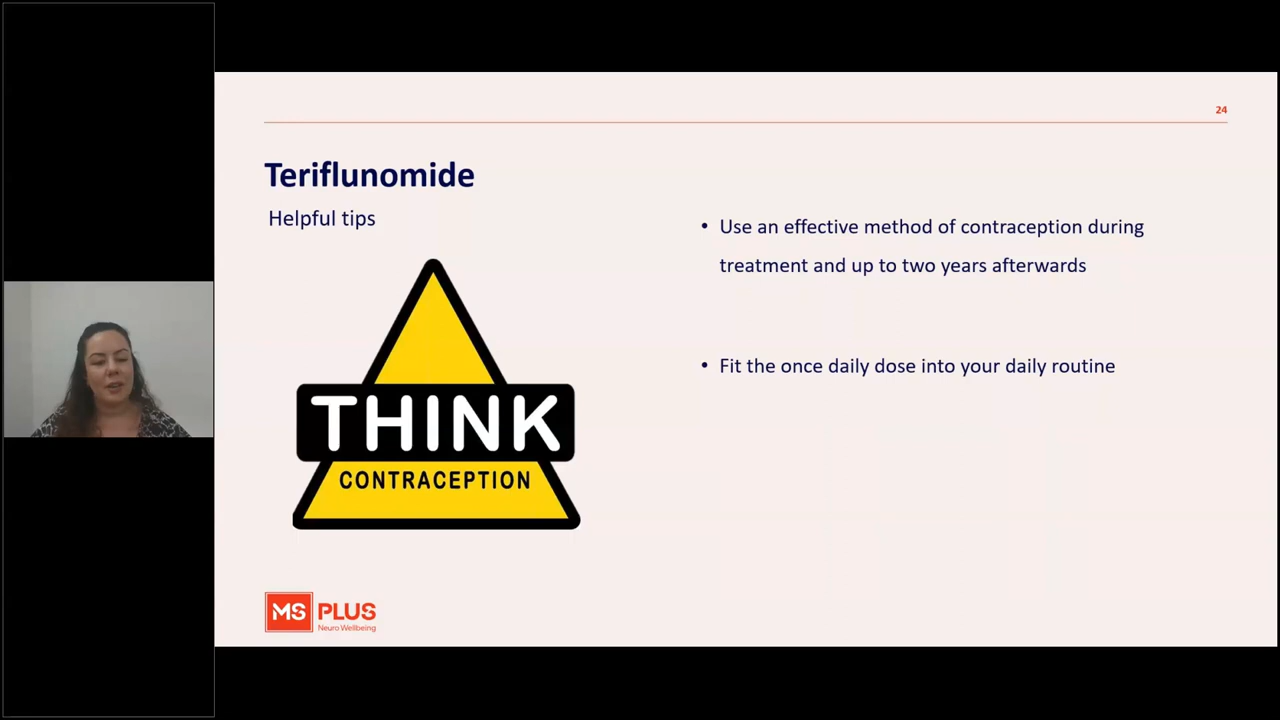 24
Teriflunomide
Helpful tips
• Use an effective method of contraception during
treatment and up to two years afterwards
• Fit the once daily dose into your daily routine
THINK
CONTRACEPTION
MS PLUS
Neuro Wellbeing